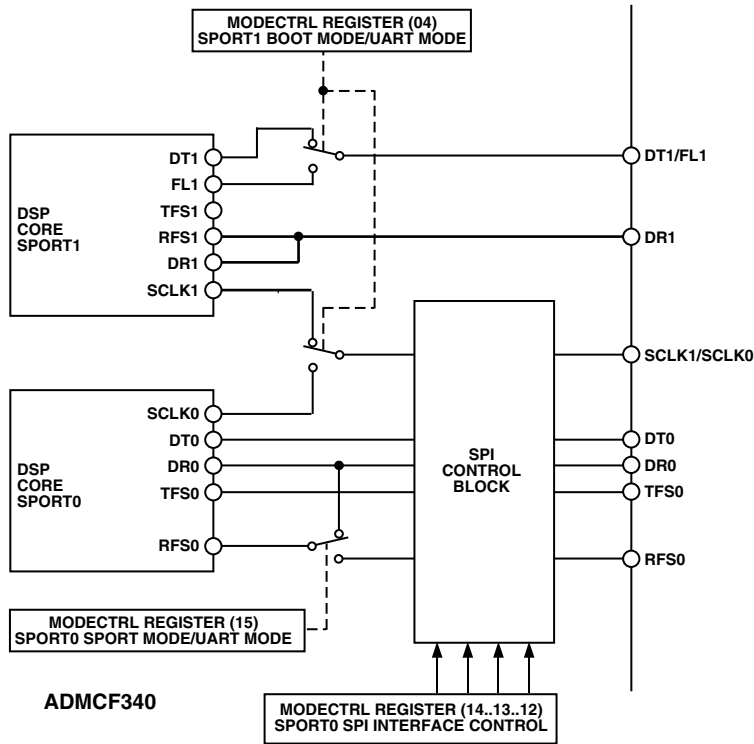 MODECTRL REGISTER (04)
SPORT1 BOOT MODE/UART MODE
DSP
CORE
SPORT1
DT1
FL1
TFS1
RFS1
DR1
SCLK1
DT1/FL1
DR1
SCLK1/SCLK0
DSP
CORE
SPORT0
SCLK0
DT0
DR0
TFS0
RFS0
SPI
CONTROL
BLOCK
DT0
DR0
TFS0
RFS0
MODECTRL REGISTER (15)
SPORT0 SPORT MODE/UART MODE
ADMCF340
MODECTRL REGISTER (14..13..12)
SPORT0 SPI INTERFACE CONTROL